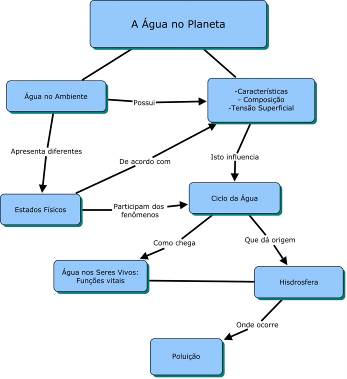 A Água no Planeta
Água no Ambiente
Possui
-Características
- Composição
-Tensão Superficial
Apresenta diferentes
De acordo com
Isto influencia
Estados Físicos
Participam dos
fenômenos
Ciclo da Água
Como chega
Que dá origem
Água nos Seres Vivos:
Funções vitais
Hisdrosfera
Onde ocorre
Poluição